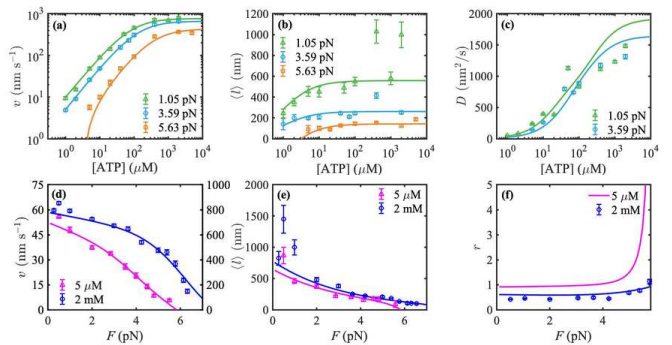 (a)
v (nm s⁻¹)
10³
10²
10¹
10⁰
1.05 pN
3.59 pN
5.63 pN
10⁰ 10¹ 10² 10³ 10⁴
[ATP] (μM)
(b)
⟨l⟩ (nm)
1200
1000
800
600
400
200
0
1.05 pN
3.59 pN
5.63 pN
10⁰ 10¹ 10² 10³ 10⁴
[ATP] (μM)
(c)
D (nm²/s)
2000
1500
1000
500
0
1.05 pN
3.59 pN
10⁰ 10¹ 10² 10³ 10⁴
[ATP] (μM)
(d)
v (nm s⁻¹)
75
60
45
30
15
0
1000
800
600
400
200
0
5 μM
2 mM
0 2 4 6
F (pN)
(e)
⟨l⟩ (nm)
2000
1500
1000
500
0
5 μM
2 mM
0 2 4 6
F (pN)
(f)
r
5
4
3
2
1
0
5 μM
2 mM
0 2 4
F (pN)